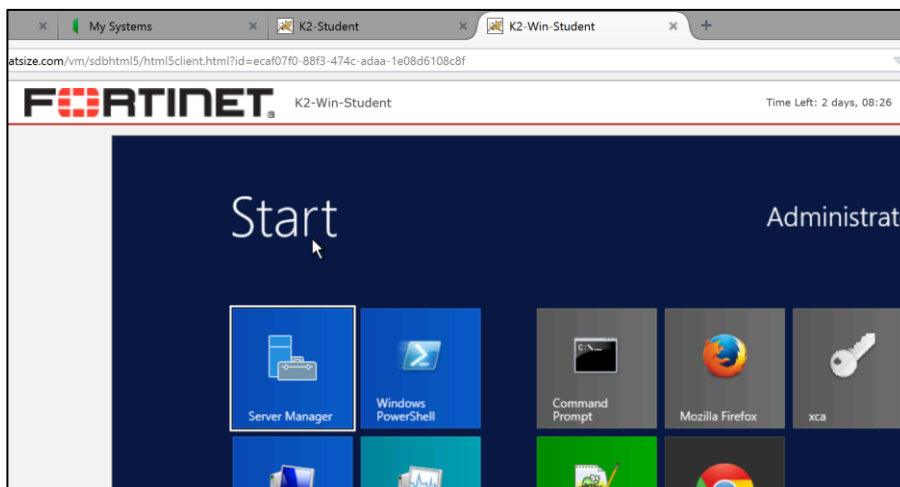 My Systems
K2-Student
K2-Win-Student
atsize.com/vm/sdbhtml5/html5client.html?id=ecaf07f0-88f3-474c-adaa-1e08d6108c8f
FORTINET
K2-Win-Student
Time Left: 2 days, 08:26
Start
Administrat
Server Manager
Windows
PowerShell
C:\_
Command
Prompt
Mozilla Firefox
xca